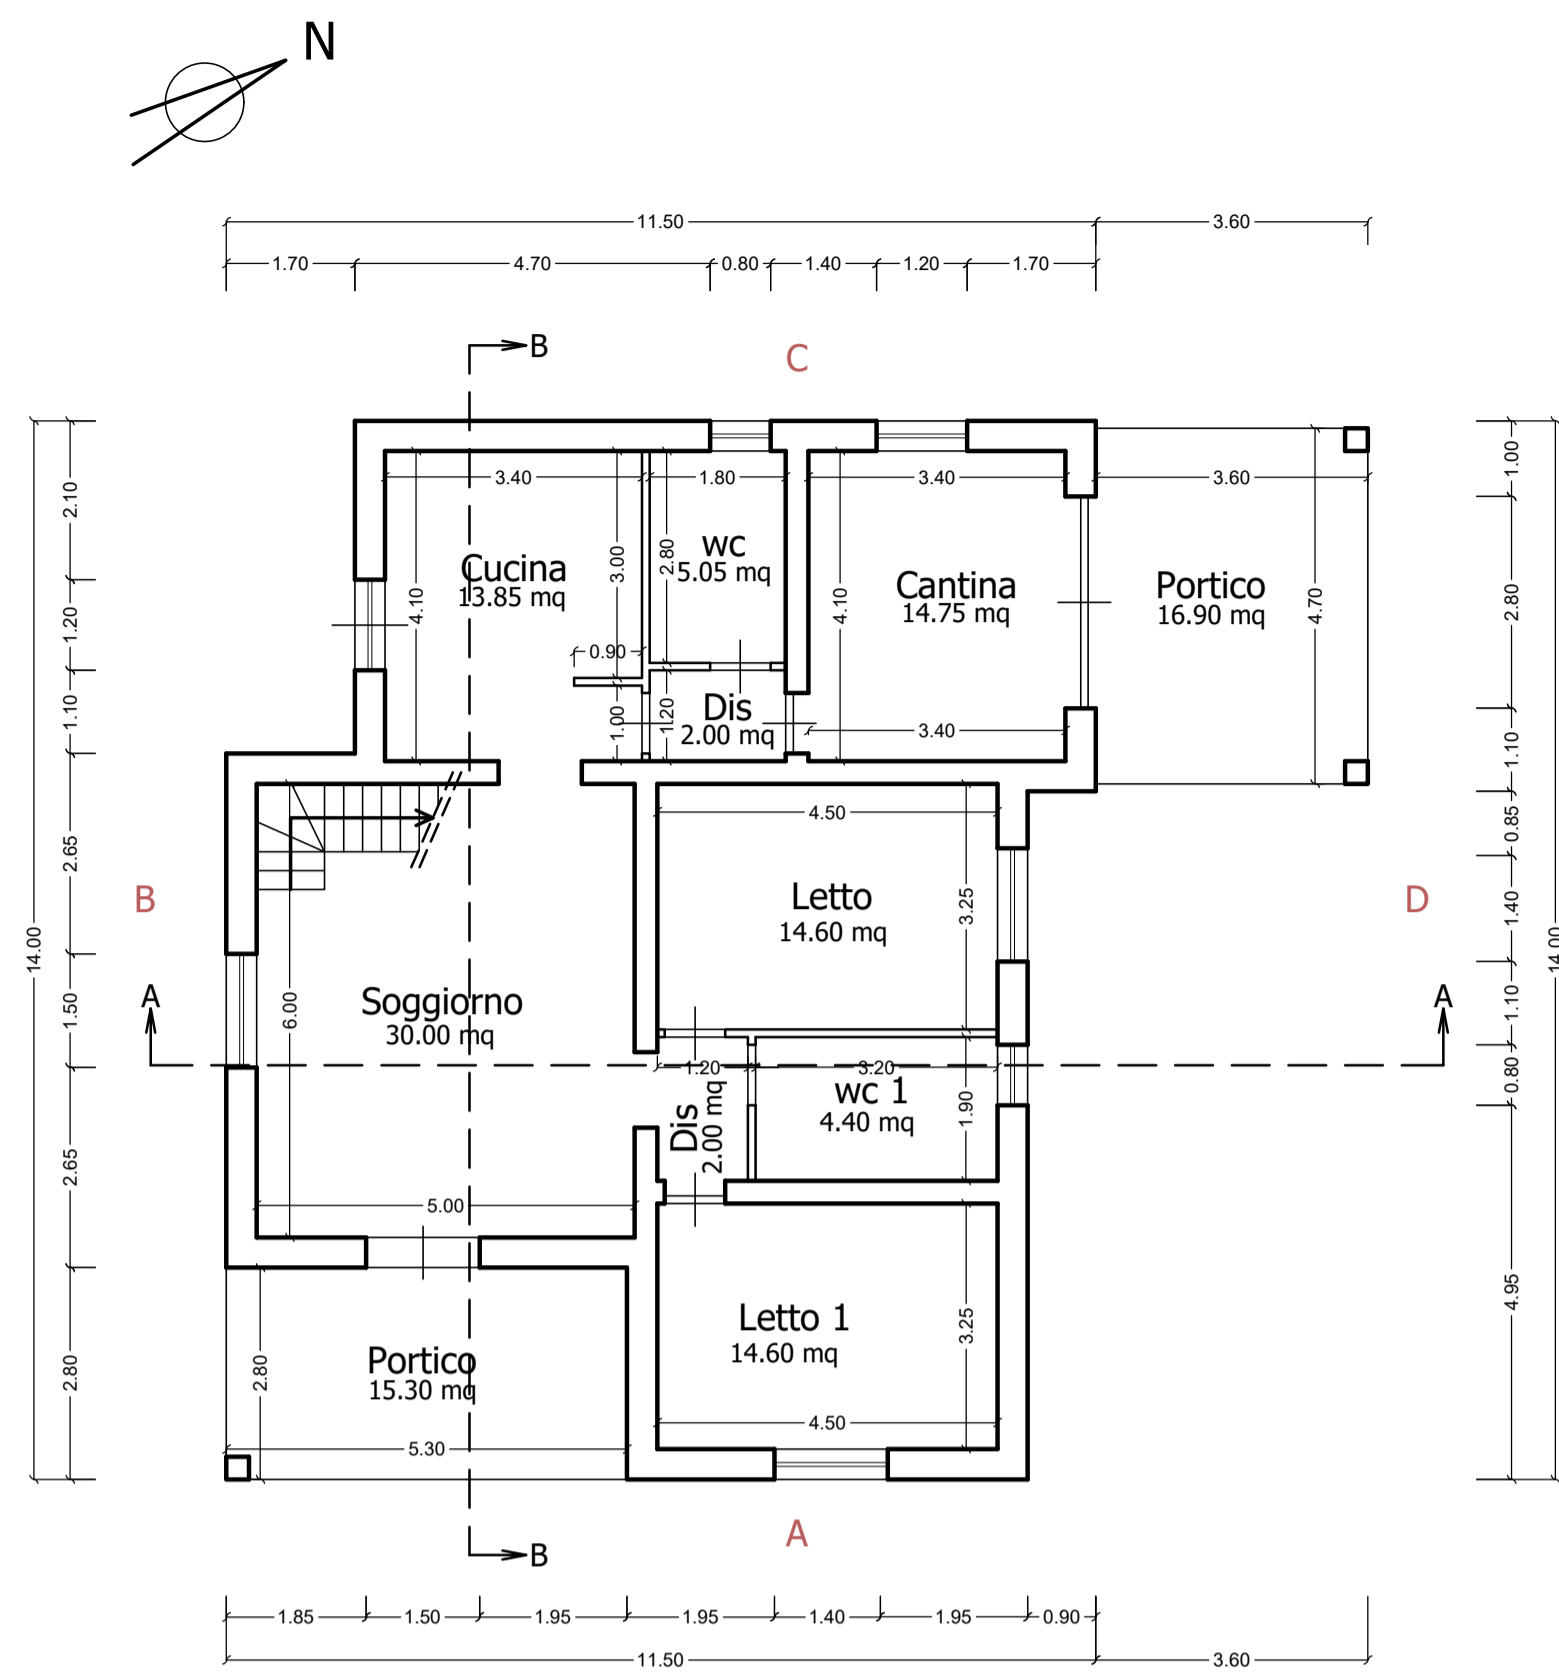 N
11.50 3.60
1.70 4.70 0.80 1.40 1.20 1.70
B
C
3.40 1.80 3.40 3.60
Cucina
13.85 mq
4.10
3.00
0.90
1.00
wc
5.05 mq
2.80
Dis
2.00 mq
1.20
Cantina
14.75 mq
4.10
3.40
Portico
16.90 mq
4.70
14.00
2.10
1.20
1.10
2.65
1.50
2.65
2.80
1.00
2.80
1.10
0.85
1.40
1.10
0.80
4.95
14.00
B
D
A
A
4.50
Letto
14.60 mq
3.25
Soggiorno
30.00 mq
6.00
5.00
1.20 3.20
Dis
2.00 mq
wc 1
4.40 mq
1.90
Portico
15.30 mq
2.80
5.30
Letto 1
14.60 mq
3.25
4.50
A
B
1.85 1.50 1.95 1.95 1.40 1.95 0.90
11.50 3.60